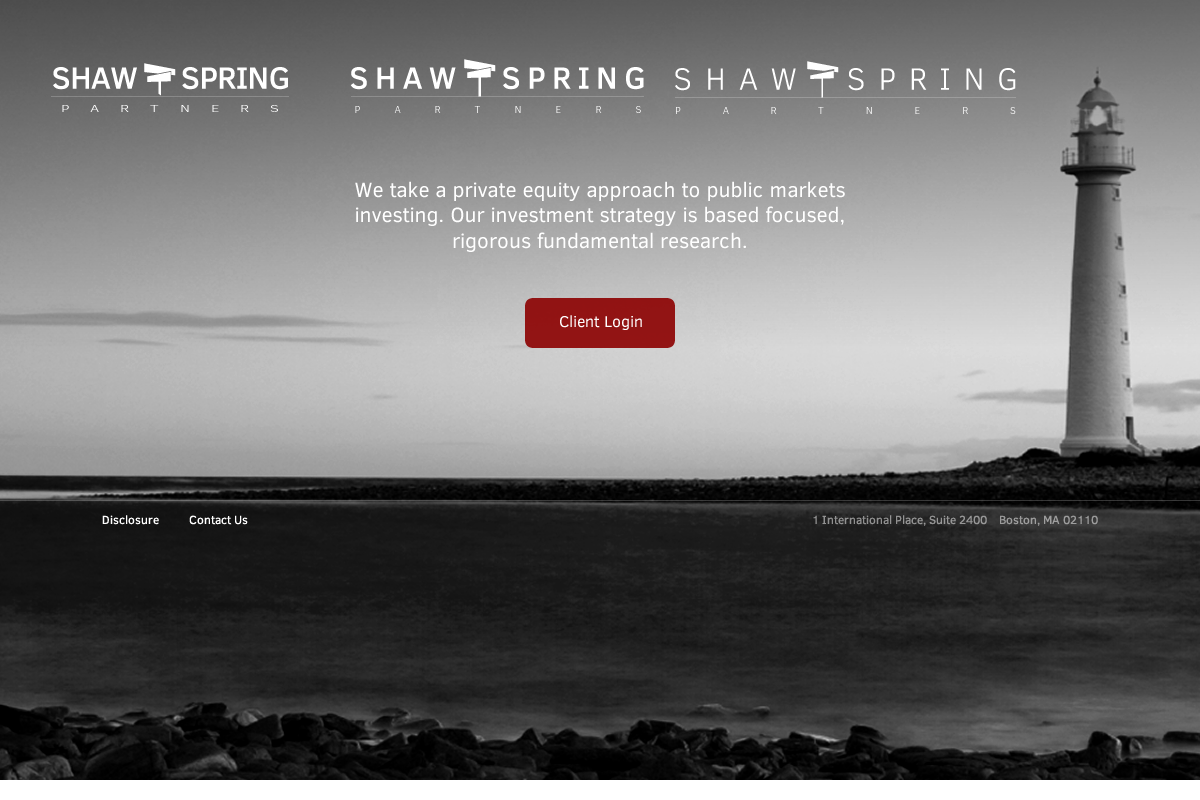 SHAW SPRING
PARTNERS
SHAW SPRING
PARTNERS
SHAW SPRING
PARTNERS
We take a private equity approach to public markets
investing. Our investment strategy is based focused,
rigorous fundamental research.
Client Login
Disclosure Contact Us
1 International Place, Suite 2400 Boston, MA 02110